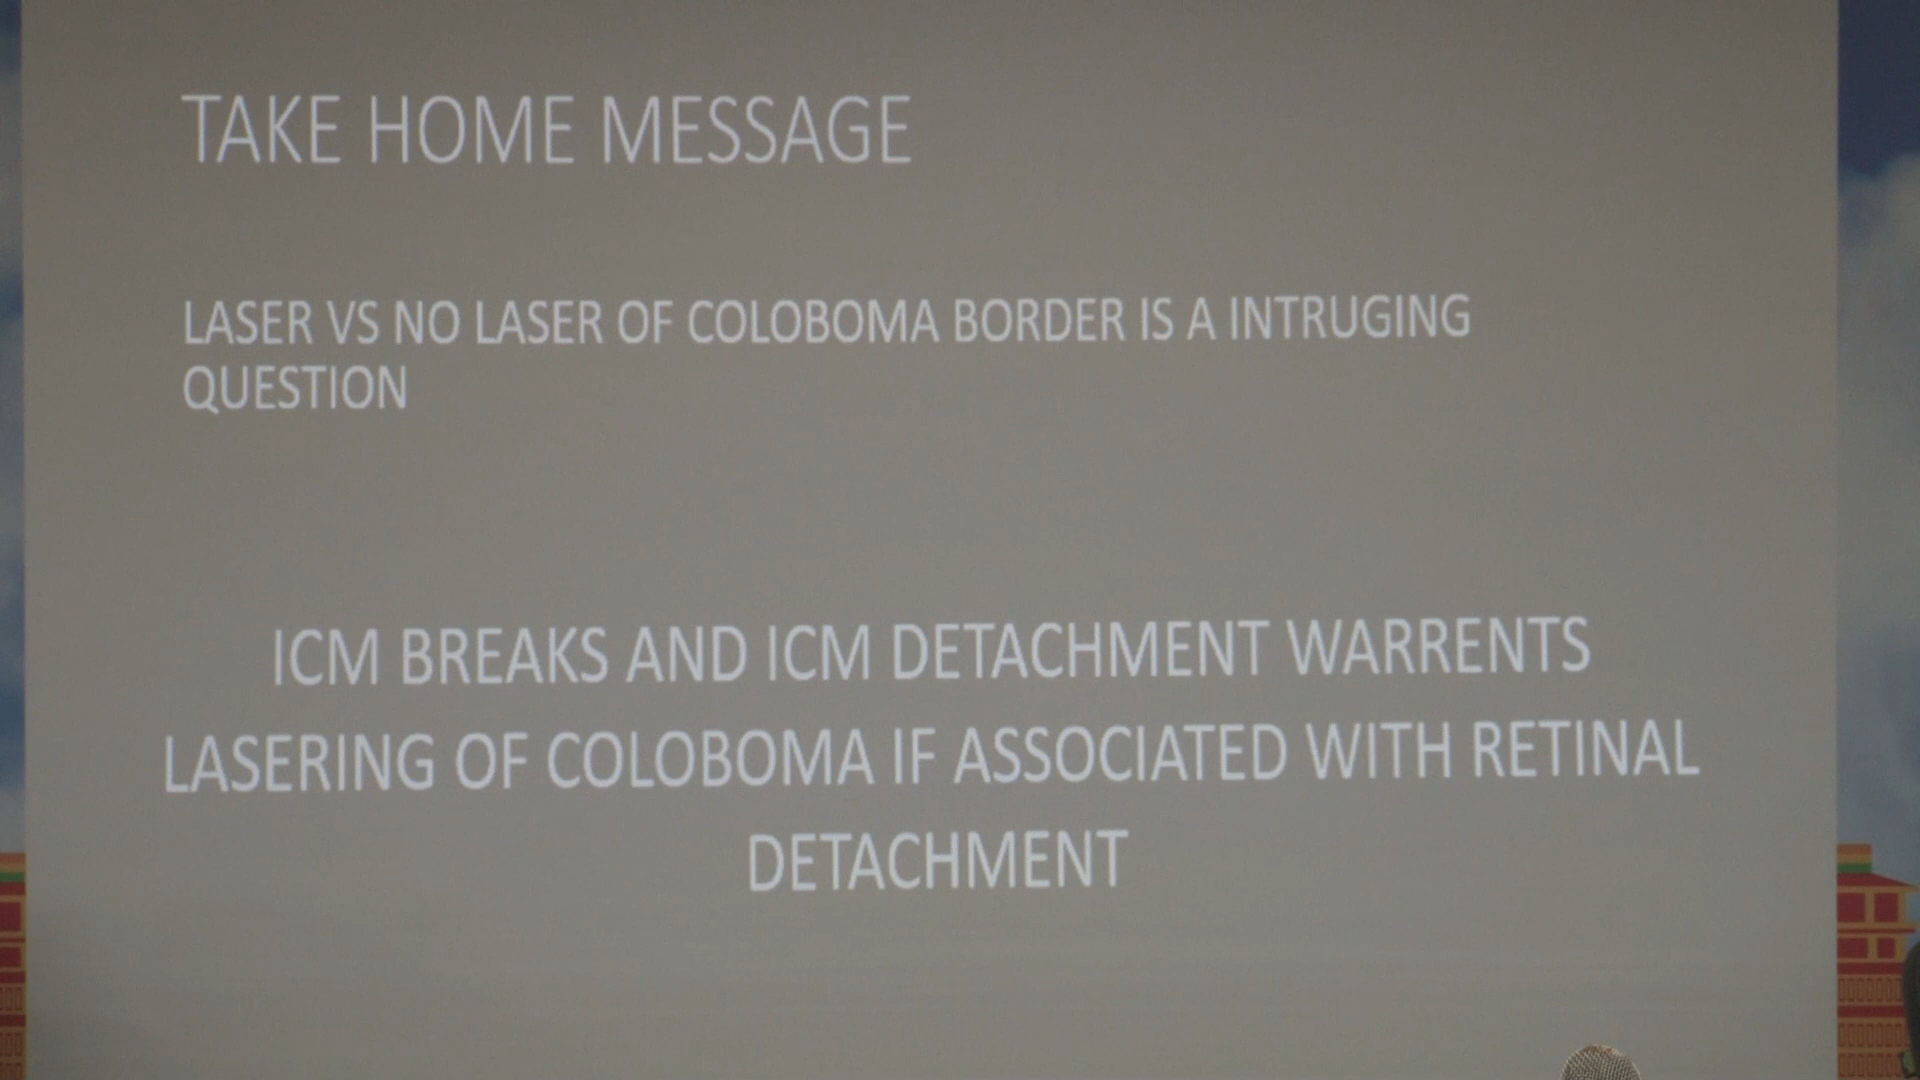 TAKE HOME MESSAGE
LASER VS NO LASER OF COLOBOMA BORDER IS A INTRUGING
QUESTION
ICM BREAKS AND ICM DETACHMENT WARRENTS
LASERING OF COLOBOMA IF ASSOCIATED WITH RETINAL
DETACHMENT